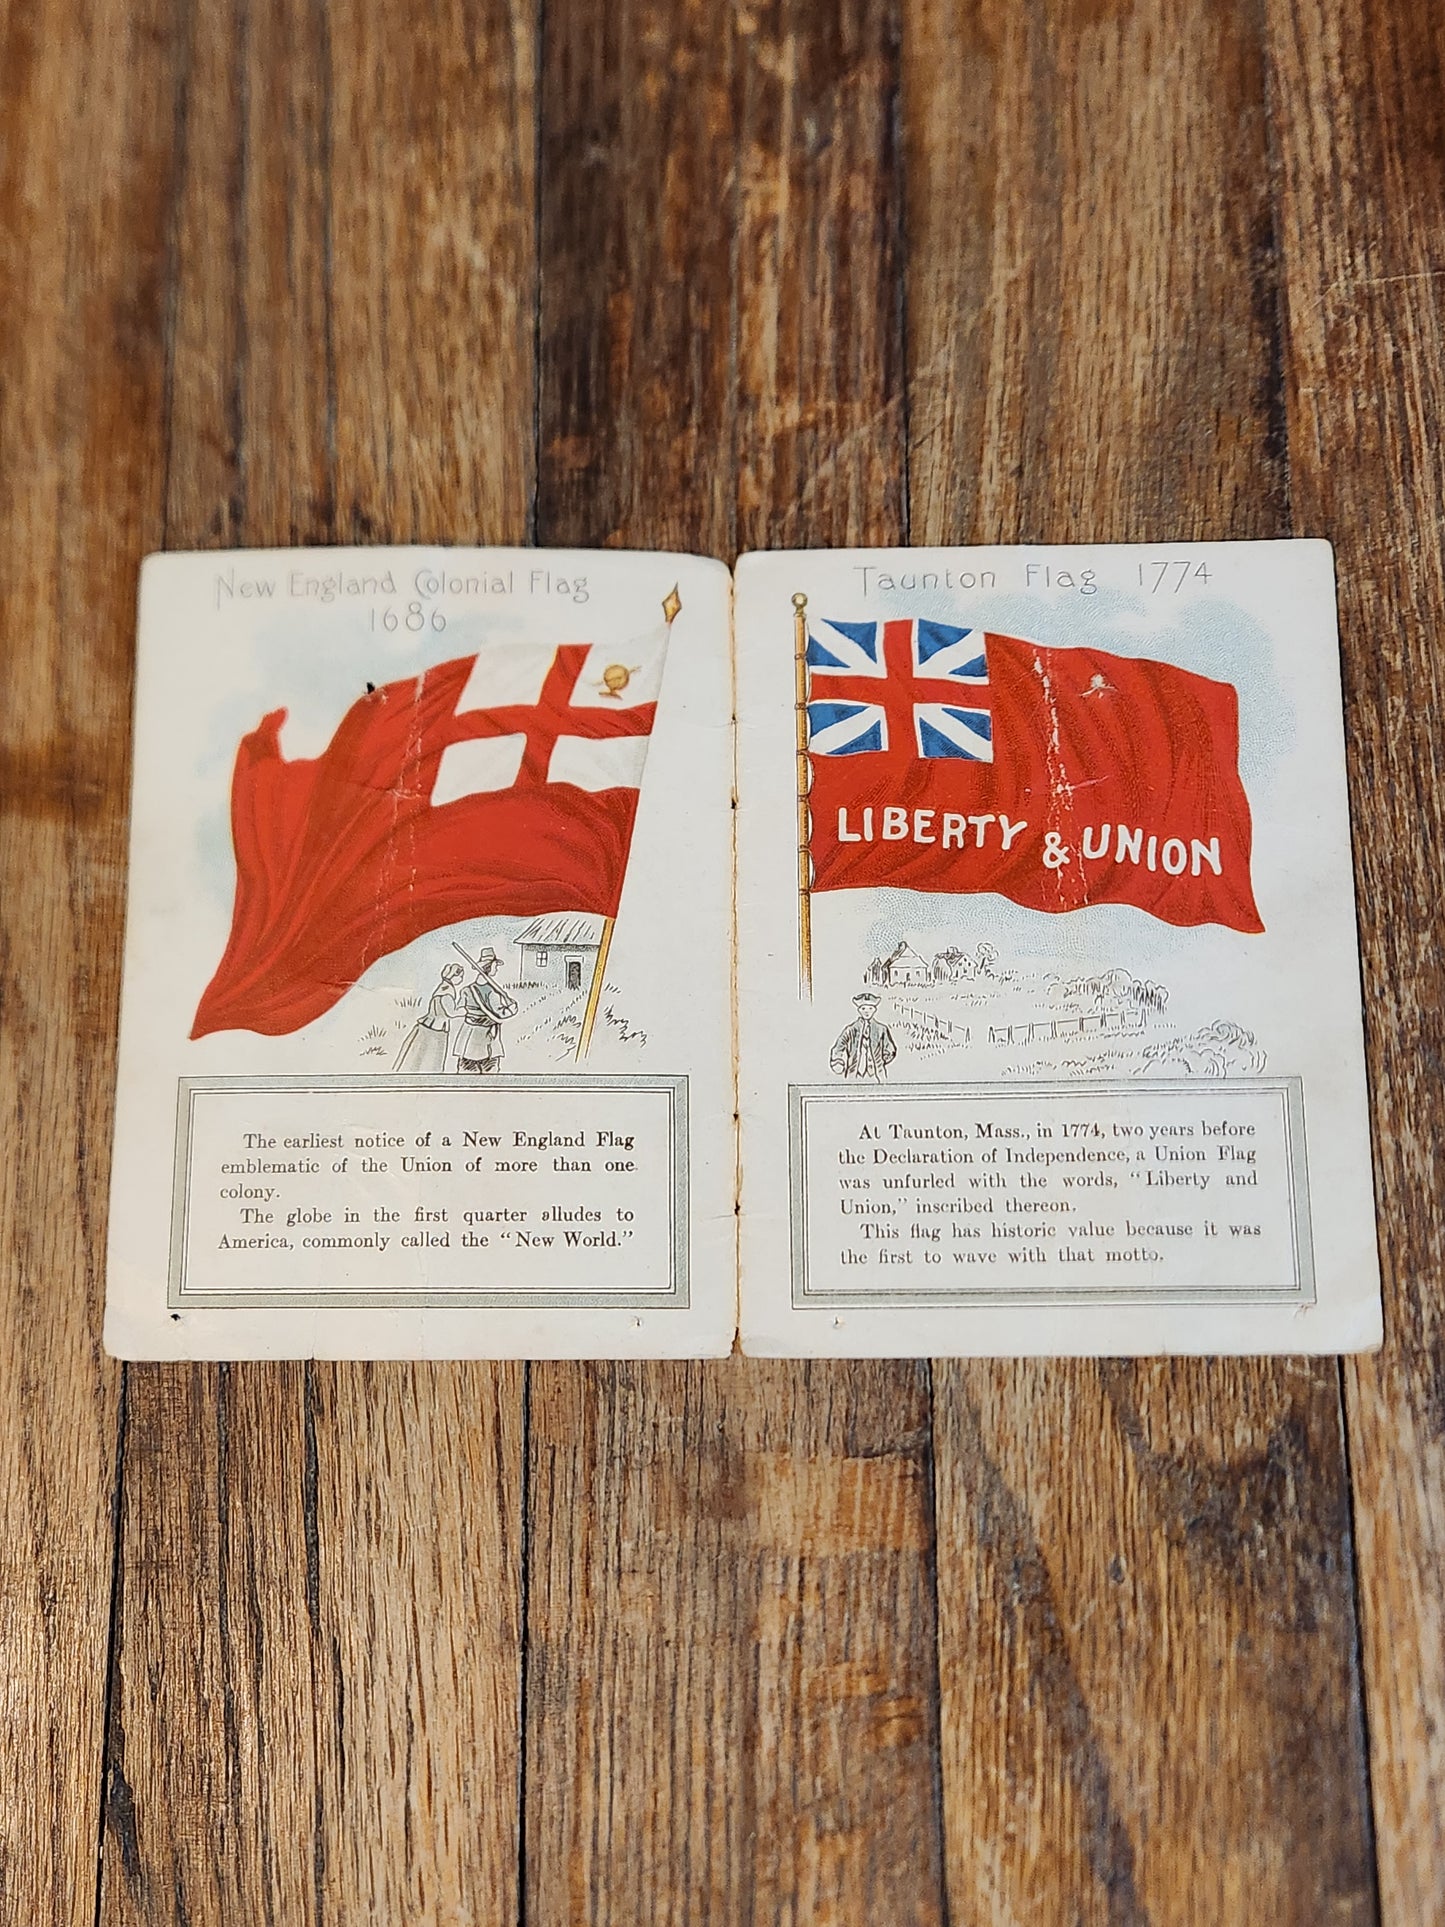 New England Colonial Flag
1686
The earliest notice of a New England Flag
emblematic of the Union of more than one
colony.
The globe in the first quarter alludes to
America, commonly called the "New World."
Taunton Flag 1774
LIBERTY & UNION
At Taunton, Mass., in 1774, two years before
the Declaration of Independence, a Union Flag
was unfurled with the words, "Liberty and
Union," inscribed thereon.
This flag has historic value because it was
the first to wave with that motto.